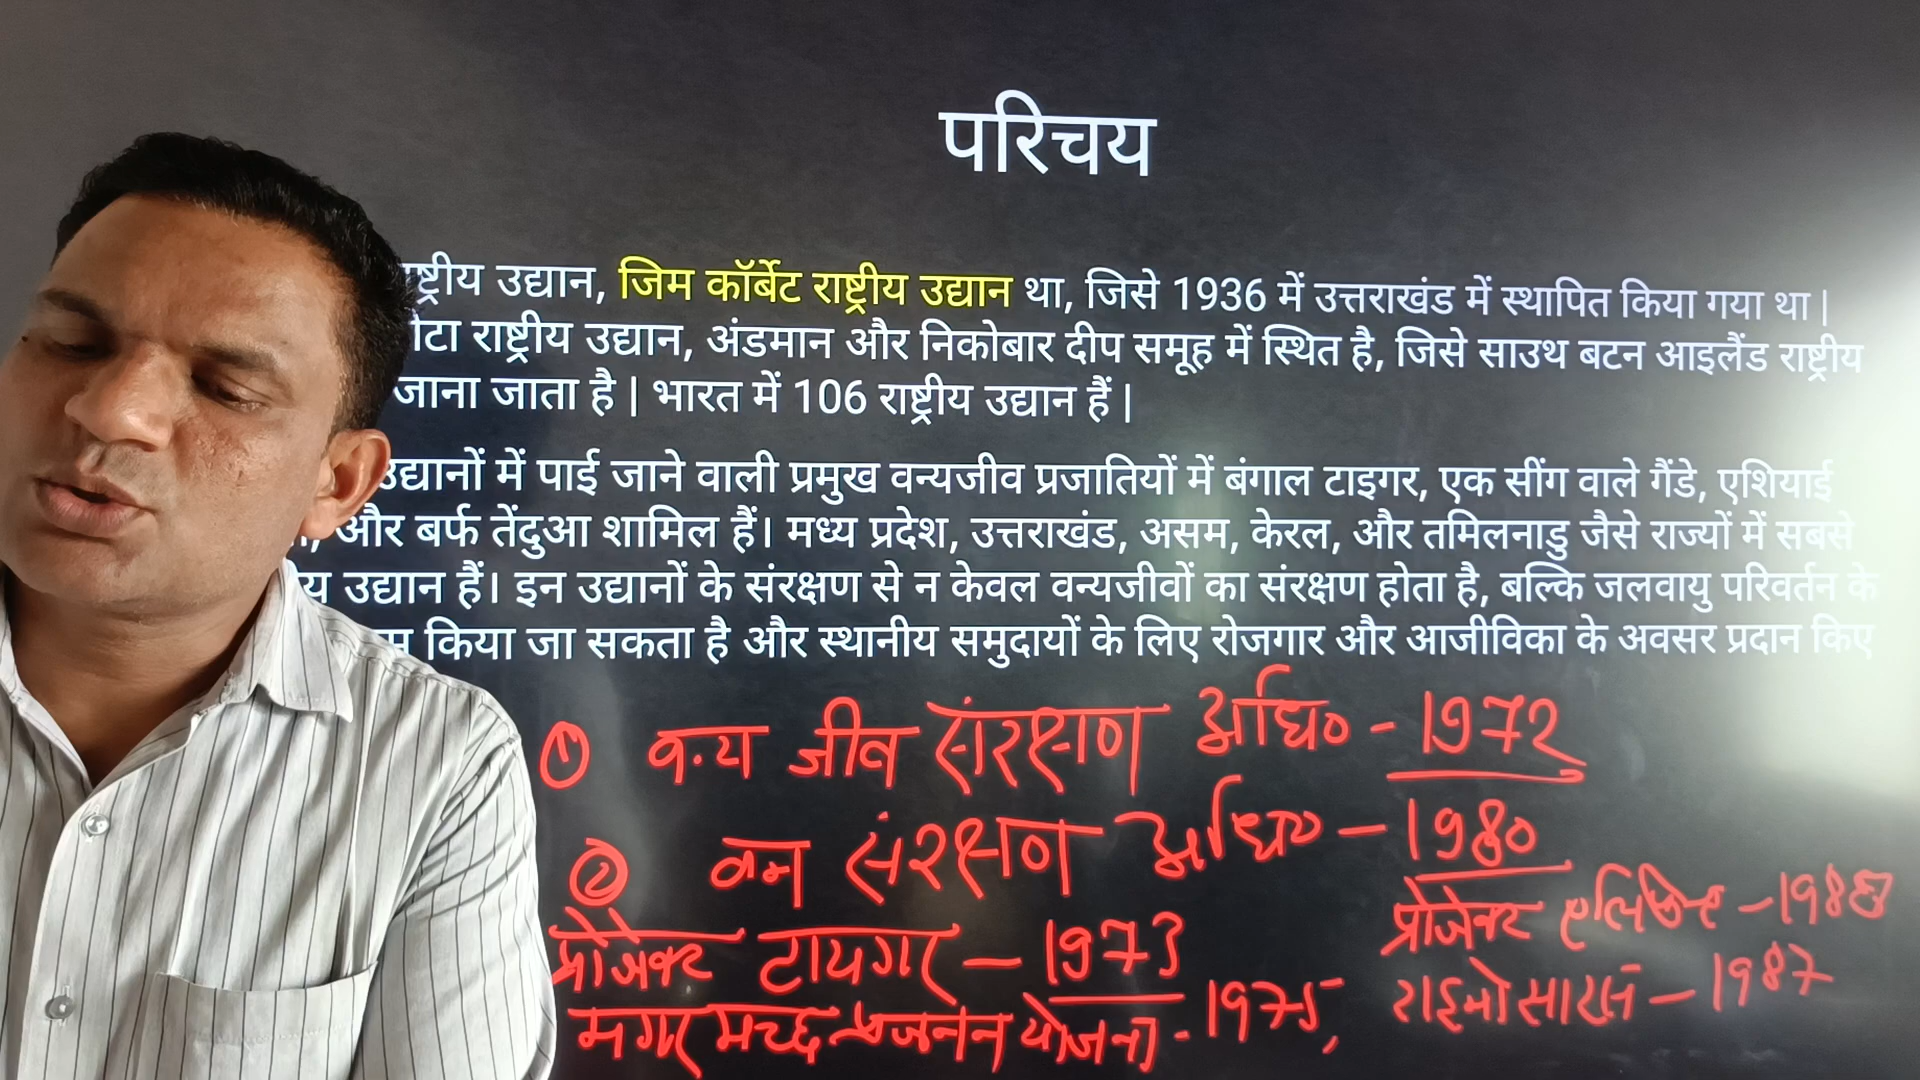 परिचय
राष्ट्रीय उद्यान, जिम कॉर्बेट राष्ट्रीय उद्यान था, जिसे 1936 में उत्तराखंड में स्थापित किया गया था |
राष्ट्रीय उद्यान, अंडमान और निकोबार दीप समूह में स्थित है, जिसे साउथ बटन आइलैंड राष्ट्रीय
जाना जाता है | भारत में 106 राष्ट्रीय उद्यान हैं |
उद्यानों में पाई जाने वाली प्रमुख वन्यजीव प्रजातियों में बंगाल टाइगर, एक सींग वाले गैंडे, एशियाई
और बर्फ तेंदुआ शामिल हैं। मध्य प्रदेश, उत्तराखंड, असम, केरल, और तमिलनाडु जैसे राज्यों में सबसे
उद्यान हैं। इन उद्यानों के संरक्षण से न केवल वन्यजीवों का संरक्षण होता है, बल्कि जलवायु परिवर्तन के
किया जा सकता है और स्थानीय समुदायों के लिए रोजगार और आजीविका के अवसर प्रदान किए
① वन्य जीव संरक्षण अधि० - 1972
② वन संरक्षण अधि० - 1980
प्रोजेक्ट टायगर - 1973
मगर मच्छ प्रजनन योजना - 1975,
प्रोजेक्ट
राइनोसारस - 1987